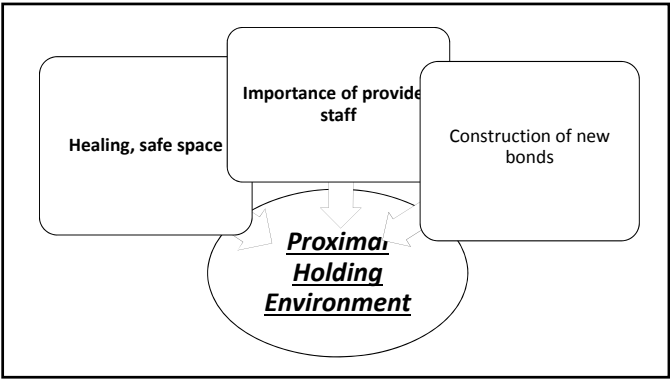 Healing, safe space
Importance of provide
staff
Construction of new
bonds
Proximal
Holding
Environment